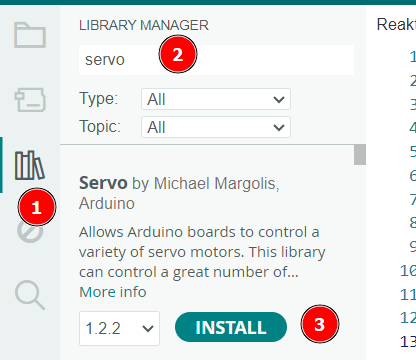 LIBRARY MANAGER
servo
2
Type: All
Topic: All
Servo by Michael Margolis,
Arduino
Allows Arduino boards to control a
variety of servo motors. This library
can control a great number of...
More info
1.2.2 INSTALL
3
1
Reakt
1
2
3
4
5
6
7
8
9
10
11
12
13